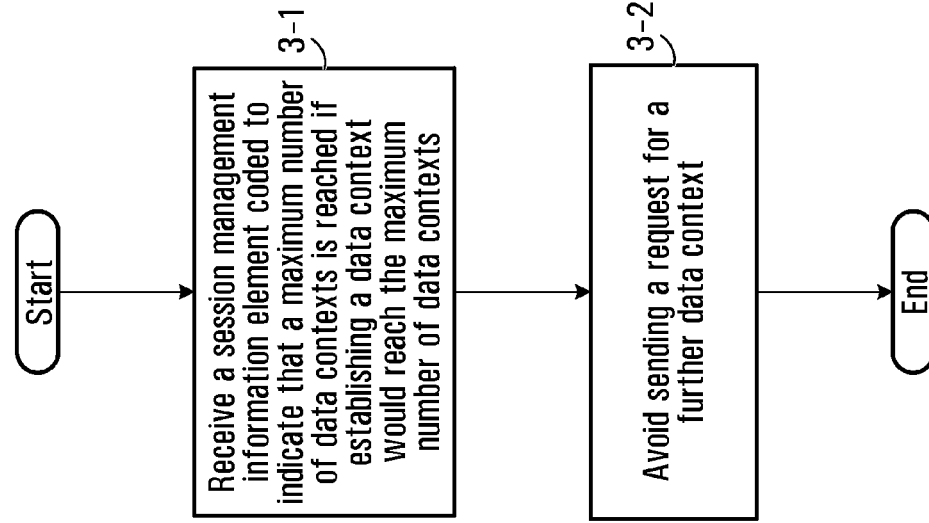 Start
Receive a session management
information element coded to
indicate that a maximum number
of data contexts is reached if
establishing a data context
would reach the maximum
number of data contexts
3-1
Avoid sending a request for a
further data context
3-2
End